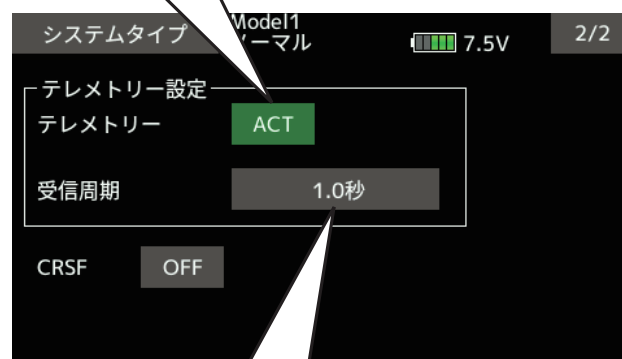 システムタイプ Model1 7.5V 2/2
ーマル
テレメトリー設定
テレメトリー ACT
受信周期 1.0秒
CRSF OFF